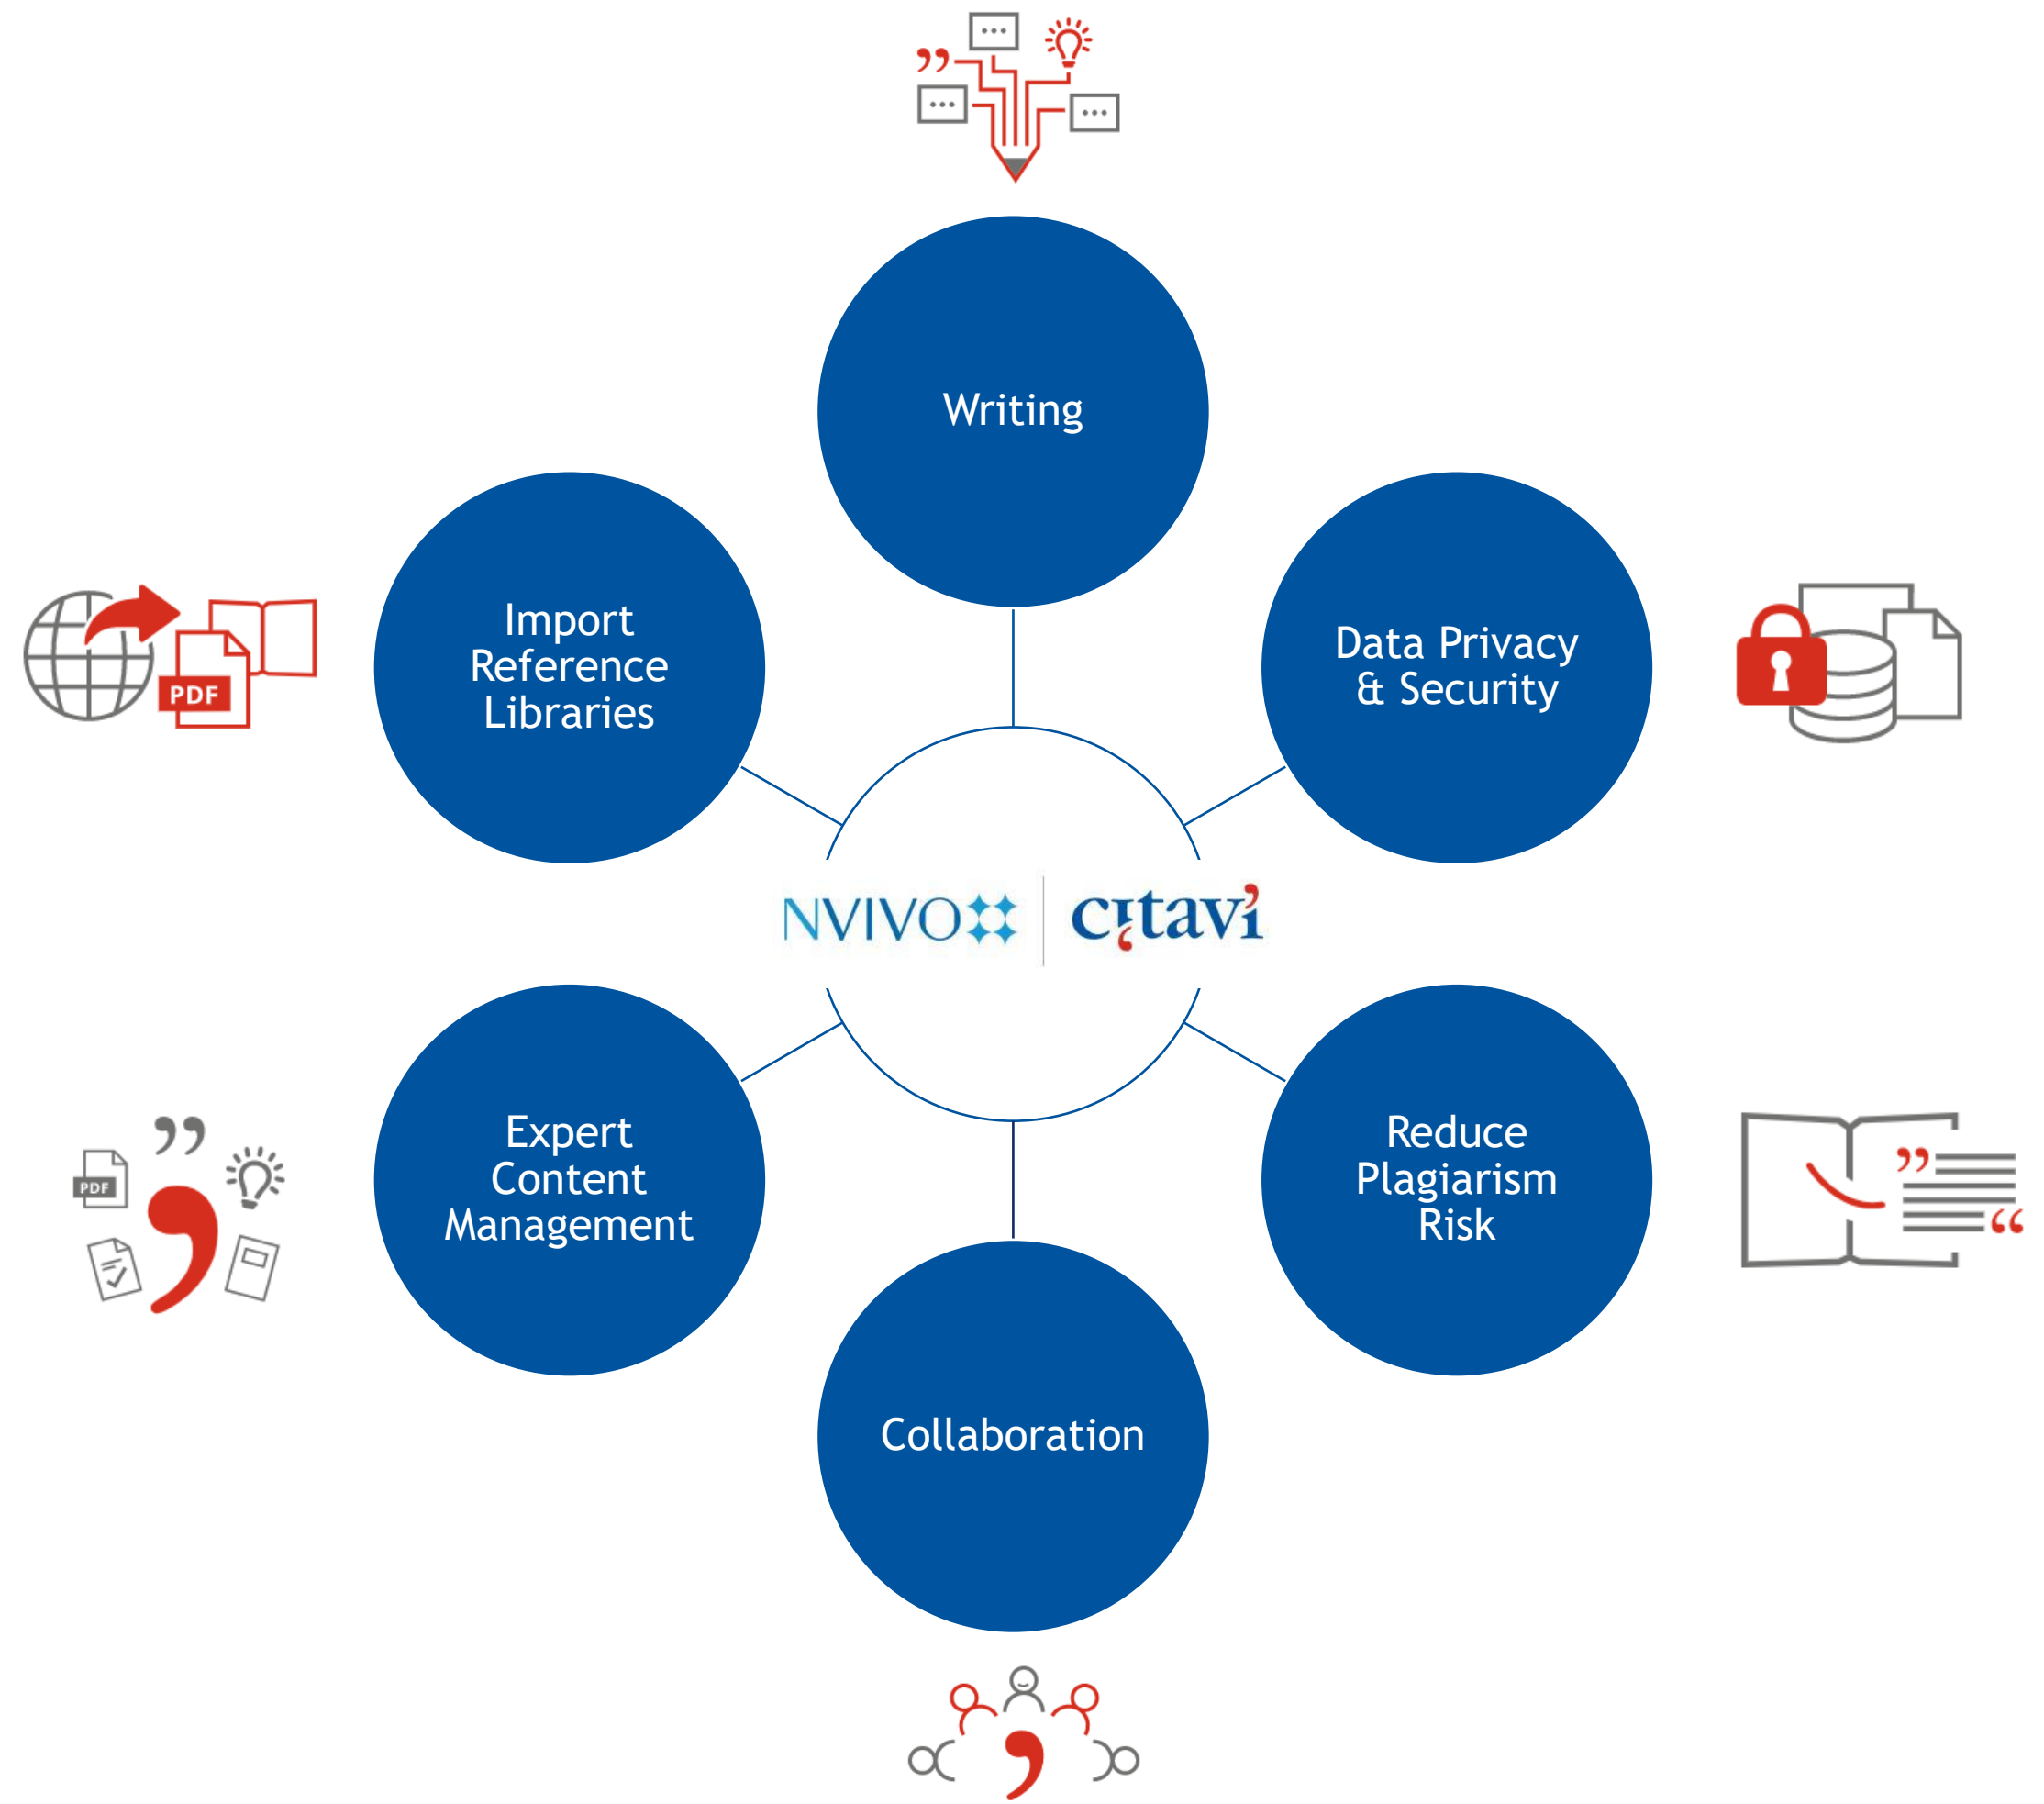 Writing
Import
Reference
Libraries
Data Privacy
& Security
PDF
NVIVO
citavi
Expert
Content
Management
Reduce
Plagiarism
Risk
PDF
Collaboration